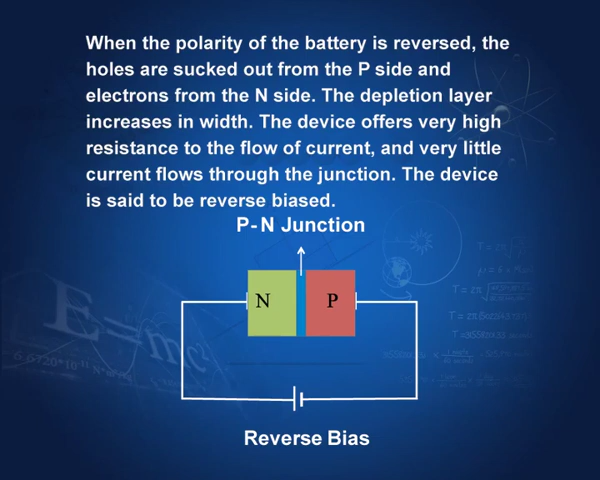 When the polarity of the battery is reversed, the
holes are sucked out from the P side and
electrons from the N side. The depletion layer
increases in width. The device offers very high
resistance to the flow of current, and very little
current flows through the junction. The device
is said to be reverse biased.
P-N Junction
N P
E=mc²
Reverse Bias